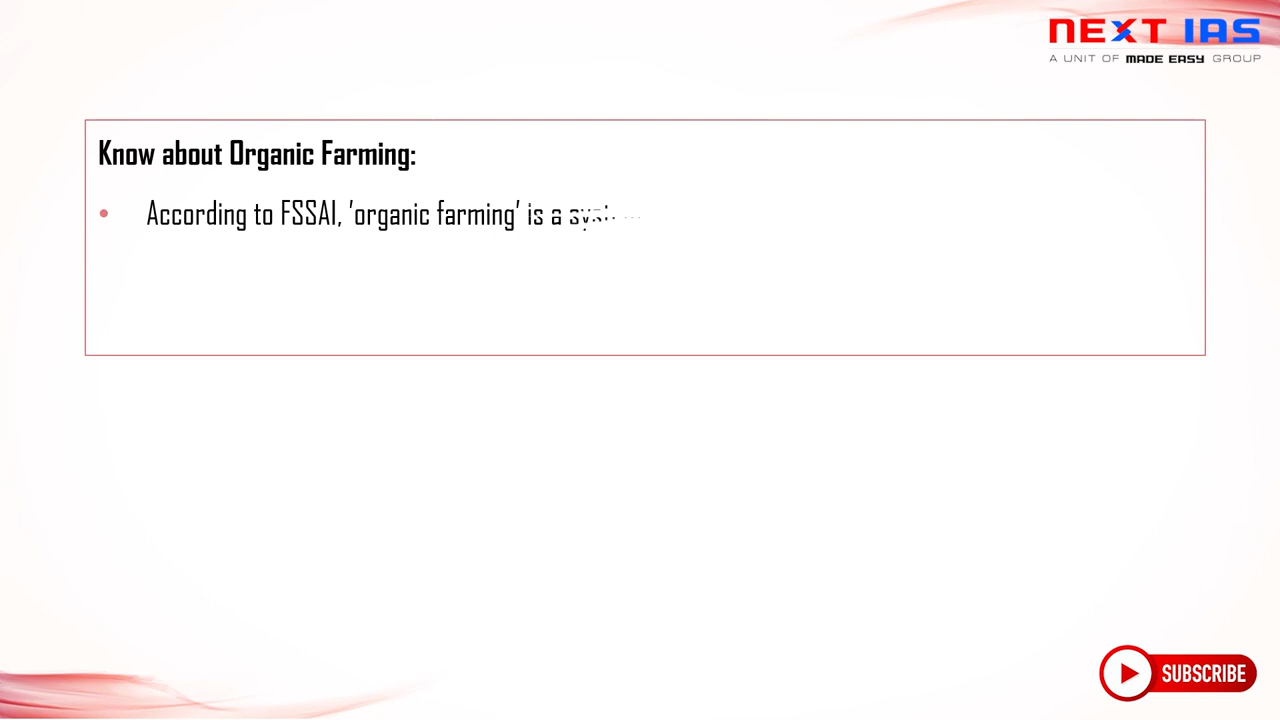 NEXT IAS
A UNIT OF MADE EASY GROUP
Know about Organic Farming:
• According to FSSAI, 'organic farming' is a
SUBSCRIBE